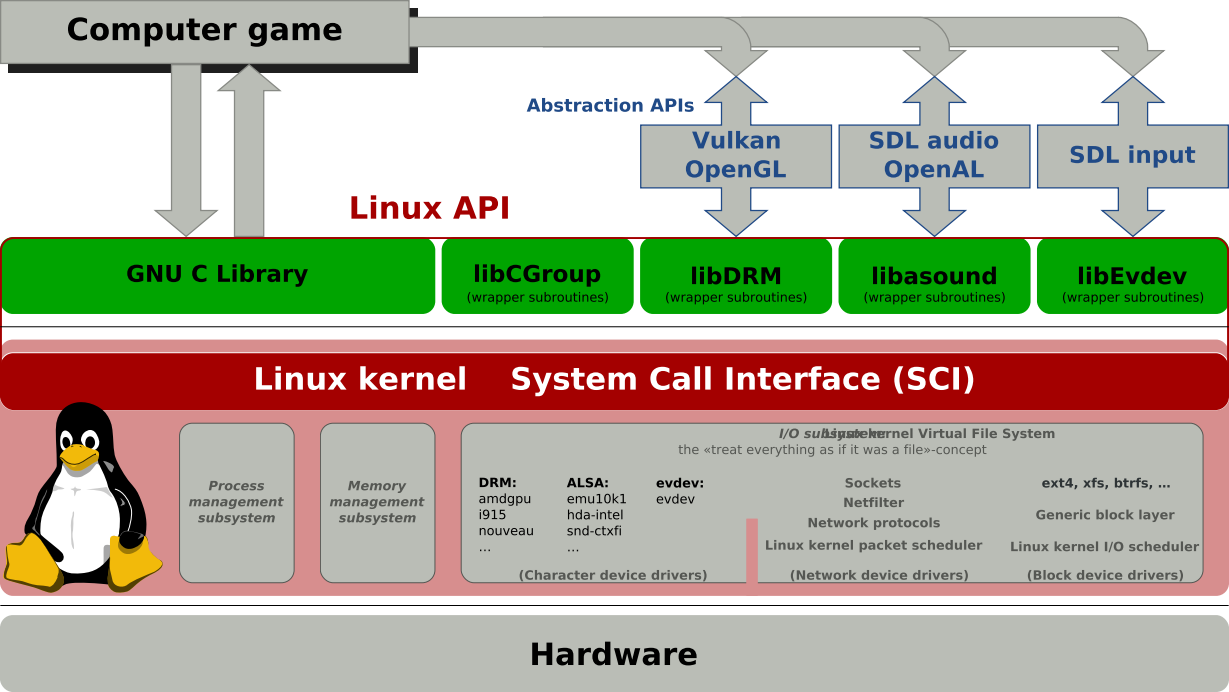 Computer game
Abstraction APIs
Vulkan
OpenGL
SDL audio
OpenAL
SDL input
Linux API
GNU C Library
libCGroup
(wrapper subroutines)
libDRM
(wrapper subroutines)
libasound
(wrapper subroutines)
libEvdev
(wrapper subroutines)
Linux kernel System Call Interface (SCI)
Process
management
subsystem
Memory
management
subsystem
I/O subsystem:
Linux kernel Virtual File System
the «treat everything as if it was a file»-concept
DRM:
amdgpu
i915
nouveau
...
ALSA:
emu10k1
hda-intel
snd-ctxfi
...
evdev:
evdev
(Character device drivers)
Sockets
Netfilter
Network protocols
Linux kernel packet scheduler
(Network device drivers)
ext4, xfs, btrfs, ...
Generic block layer
Linux kernel I/O scheduler
(Block device drivers)
Hardware